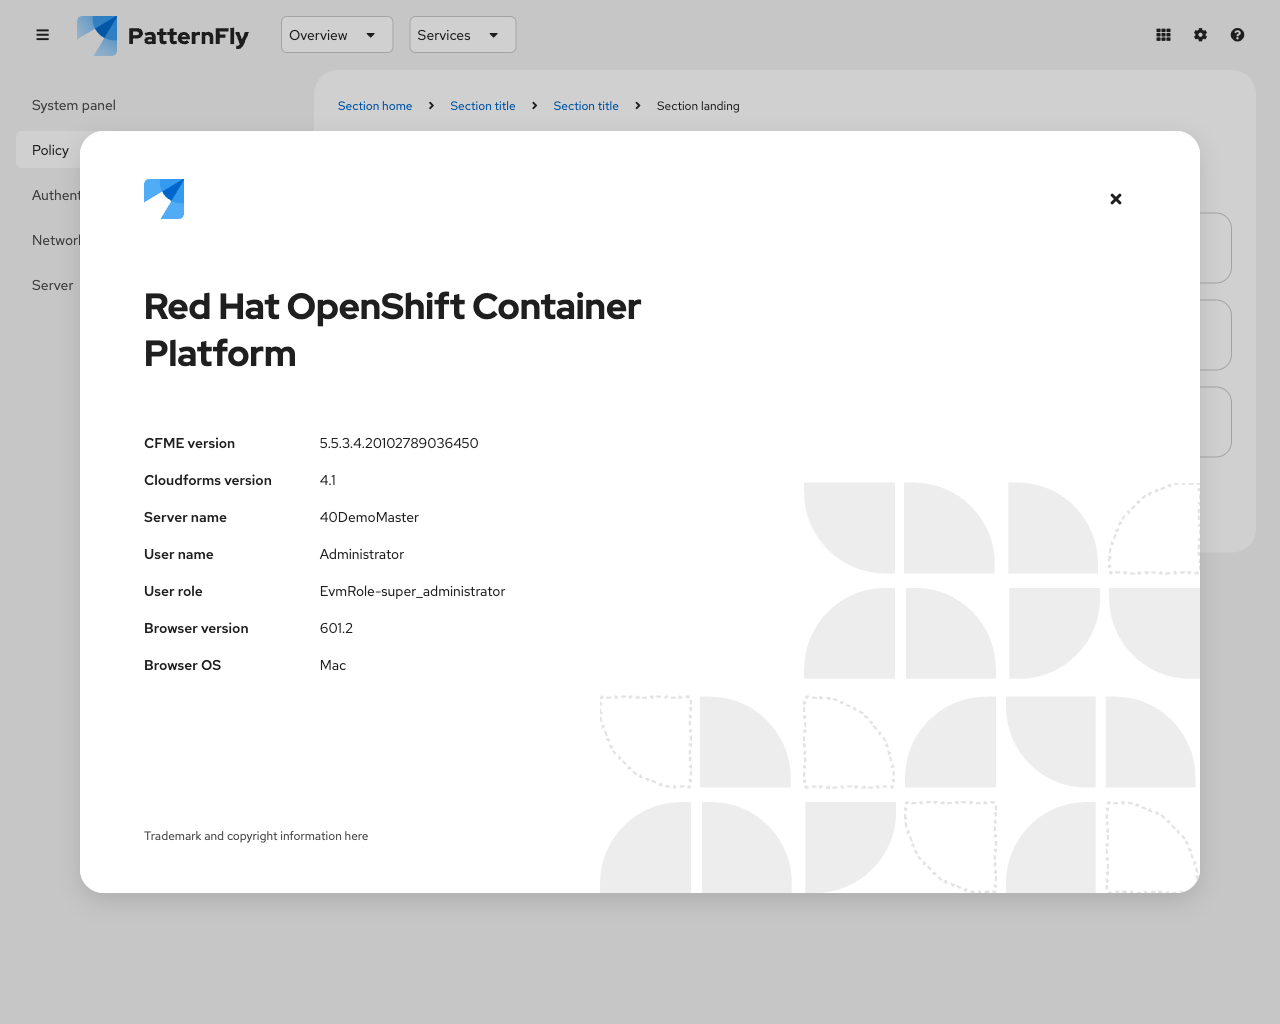 PatternFly
Overview
Services
System panel
Section home
Section title
Section title
Section landing
Policy
Authent
Network
Server
Red Hat OpenShift Container
Platform
CFME version 5.5.3.4.20102789036450
Cloudforms version 4.1
Server name 40DemoMaster
User name Administrator
User role EvmRole-super_administrator
Browser version 601.2
Browser OS Mac
Trademark and copyright information here